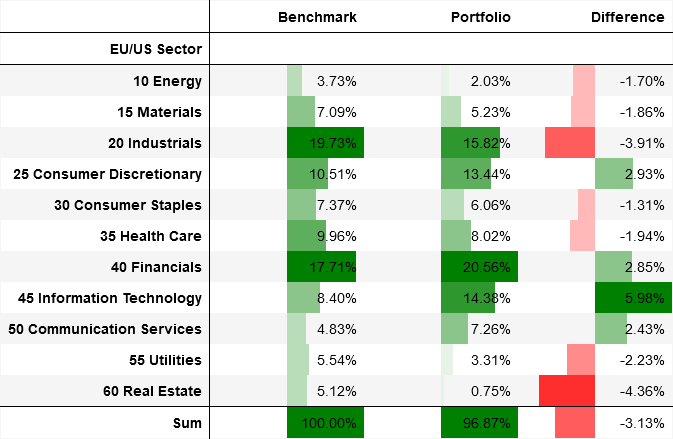 Benchmark Portfolio Difference
EU/US Sector
10 Energy 3.73% 2.03% -1.70%
15 Materials 7.09% 5.23% -1.86%
20 Industrials 19.73% 15.82% -3.91%
25 Consumer Discretionary 10.51% 13.44% 2.93%
30 Consumer Staples 7.37% 6.06% -1.31%
35 Health Care 9.96% 8.02% -1.94%
40 Financials 17.71% 20.56% 2.85%
45 Information Technology 8.40% 14.38% 5.98%
50 Communication Services 4.83% 7.26% 2.43%
55 Utilities 5.54% 3.31% -2.23%
60 Real Estate 5.12% 0.75% -4.36%
Sum 100.00% 96.87% -3.13%